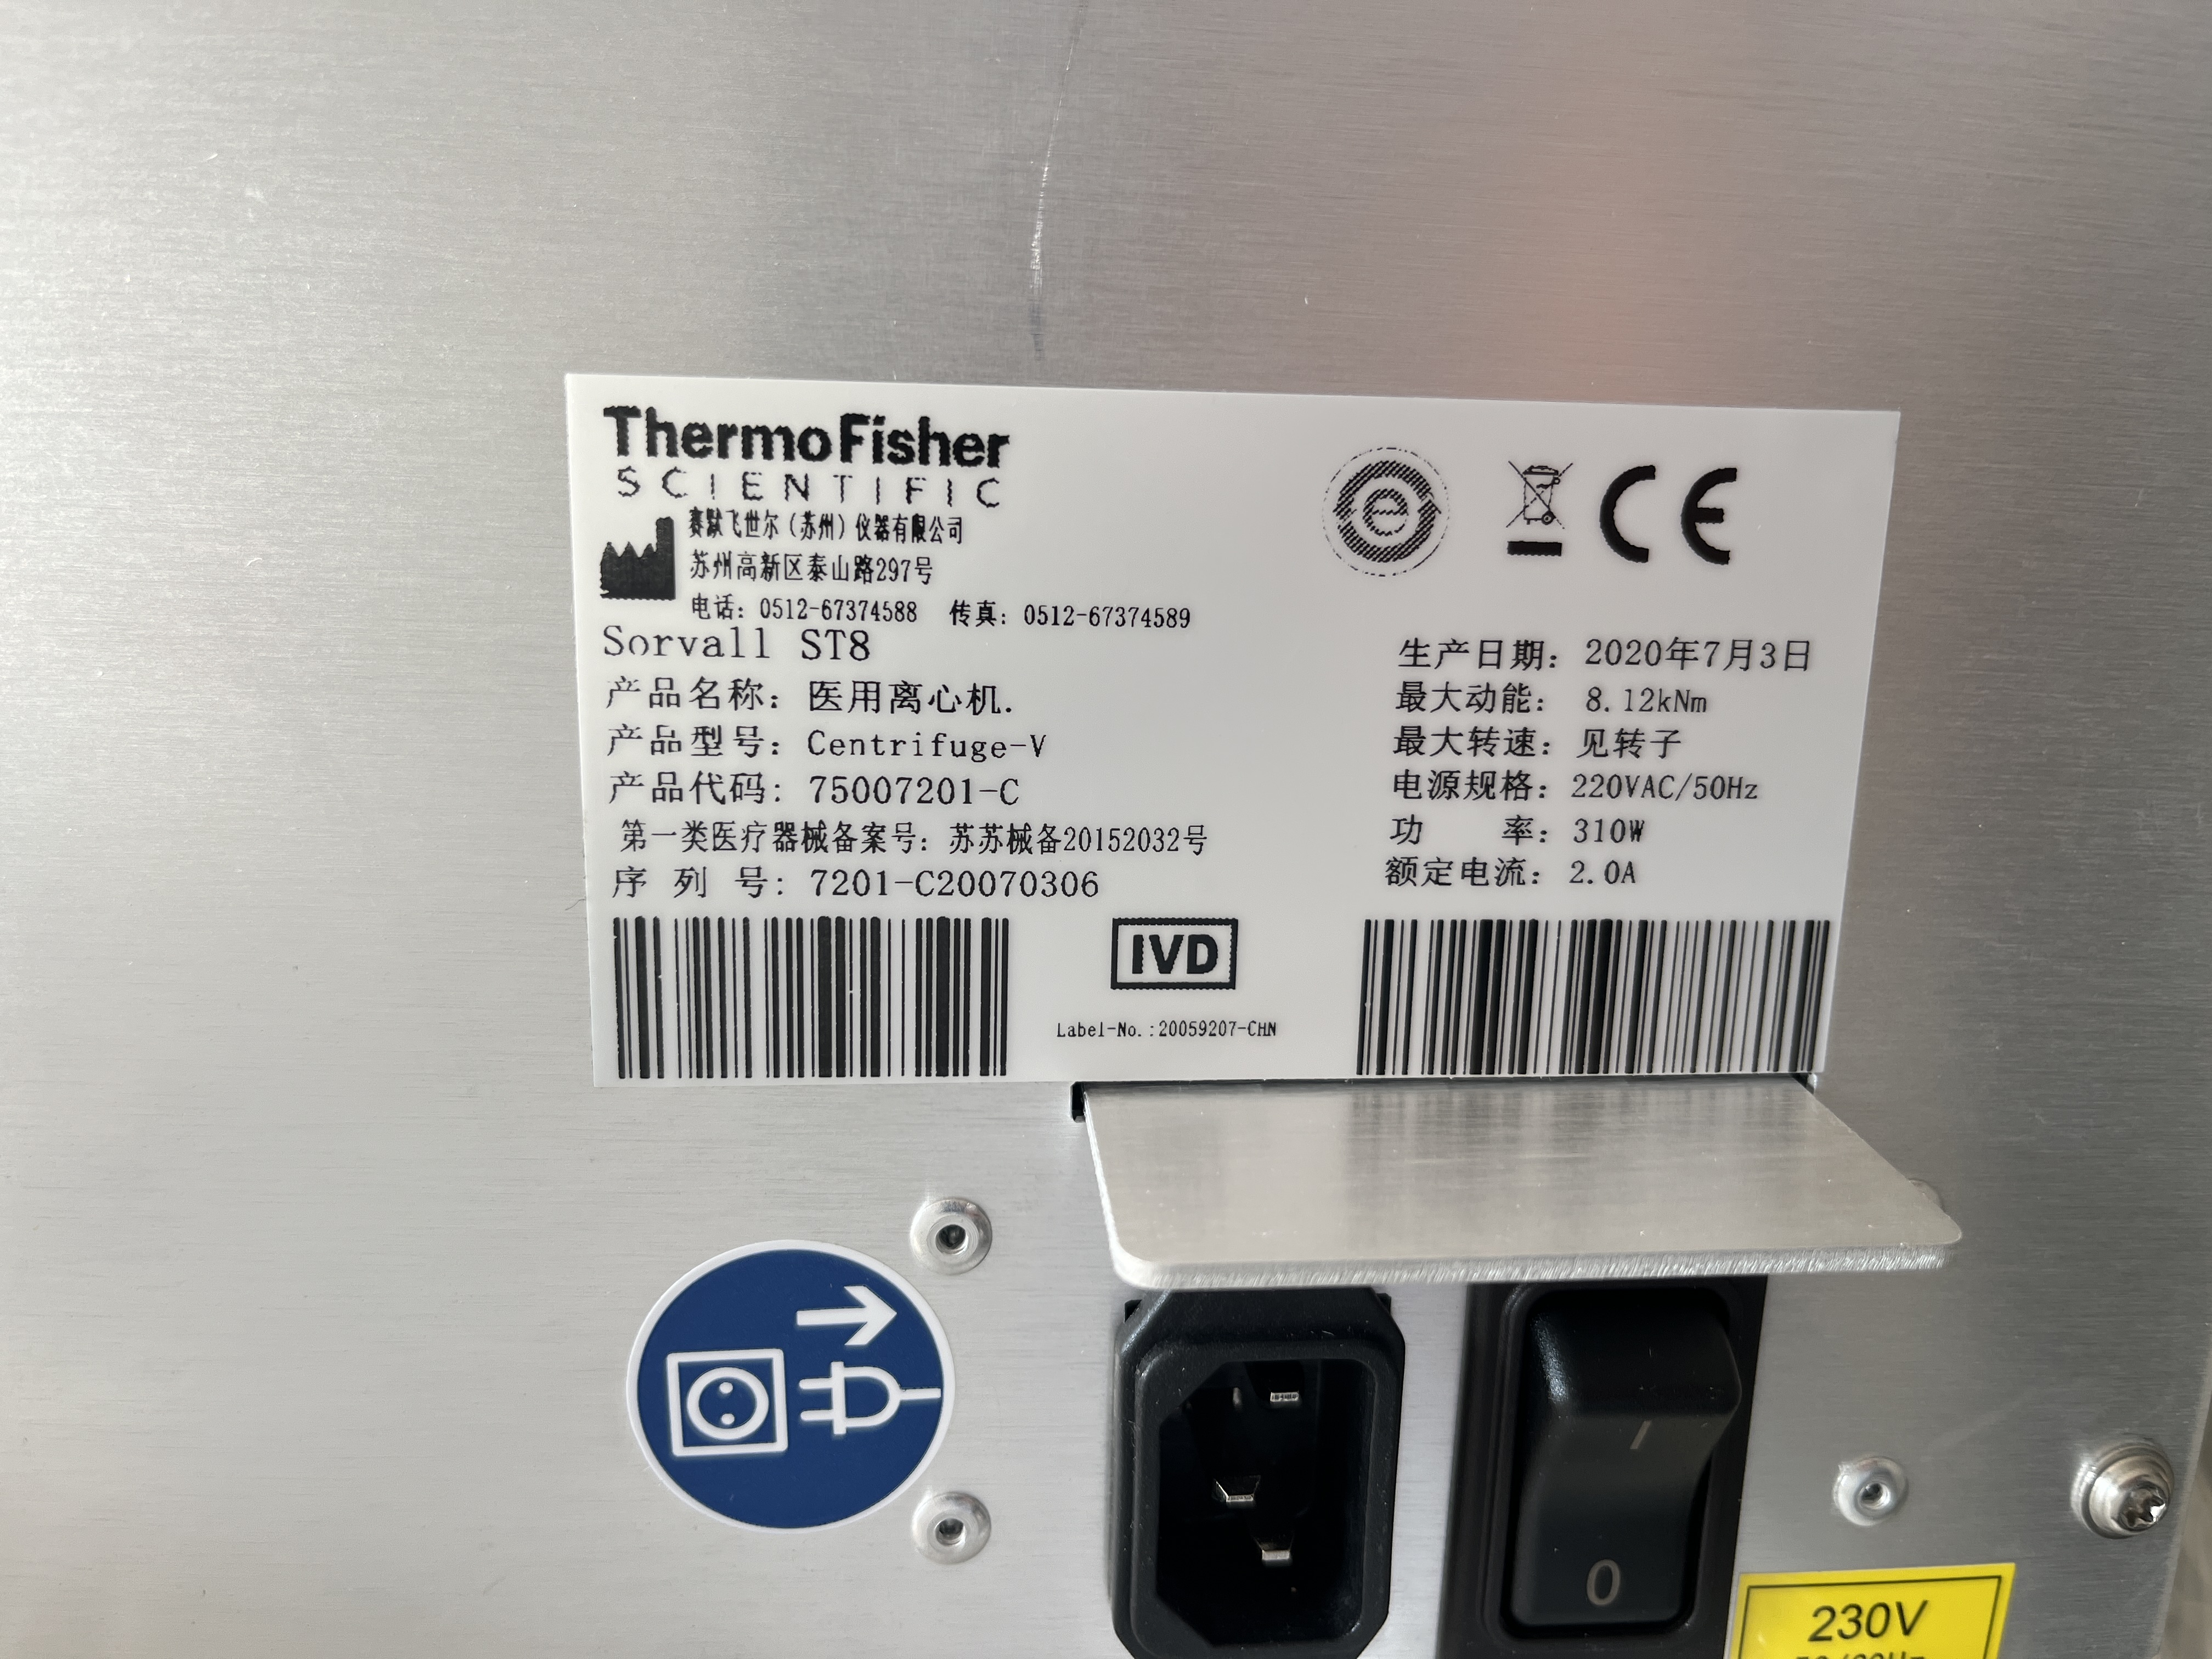 ThermoFisher
SCIENTIFIC
赛默飞世尔（苏州）仪器有限公司
苏州高新区泰山路297号
电话：0512-67374588 传真：0512-67374589
Sorvall ST8
产品名称：医用离心机.
产品型号：Centrifuge-V
产品代码：75007201-C
第一类医疗器械备案号：苏苏械备20152032号
序列号：7201-C20070306
e
CE
生产日期：2020年7月3日
最大动能：8.12kNm
最大转速：见转子
电源规格：220VAC/50Hz
功率：310W
额定电流：2.0A
IVD
Label-No.:20059207-CHN
I
0
230V
50/60Hz